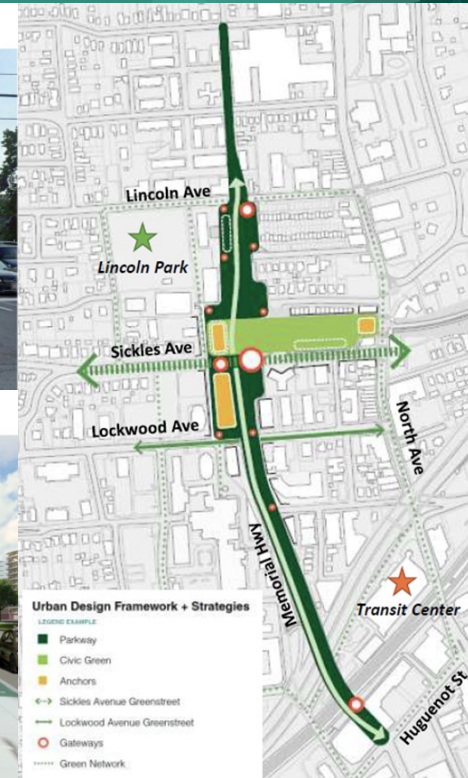 Lincoln Ave
Lincoln Park
Sickles Ave
Lockwood Ave
North Ave
Memorial Hwy
Transit Center
Huguenot St
Urban Design Framework + Strategies
LEGEND EXAMPLE
Parkway
Civic Green
Anchors
Sickles Avenue Greenstreet
Lockwood Avenue Greenstreet
Gateways
Green Network